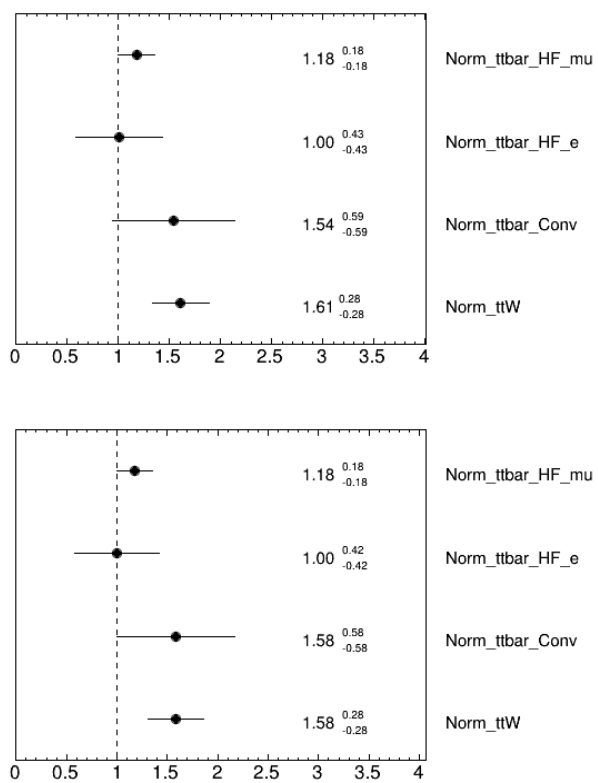 1.18 0.18 -0.18 Norm_ttbar_HF_mu
1.00 0.43 -0.43 Norm_ttbar_HF_e
1.54 0.59 -0.59 Norm_ttbar_Conv
1.61 0.28 -0.28 Norm_ttW
0 0.5 1 1.5 2 2.5 3 3.5 4
1.18 0.18 -0.18 Norm_ttbar_HF_mu
1.00 0.42 -0.42 Norm_ttbar_HF_e
1.58 0.58 -0.58 Norm_ttbar_Conv
1.58 0.28 -0.28 Norm_ttW
0 0.5 1 1.5 2 2.5 3 3.5 4